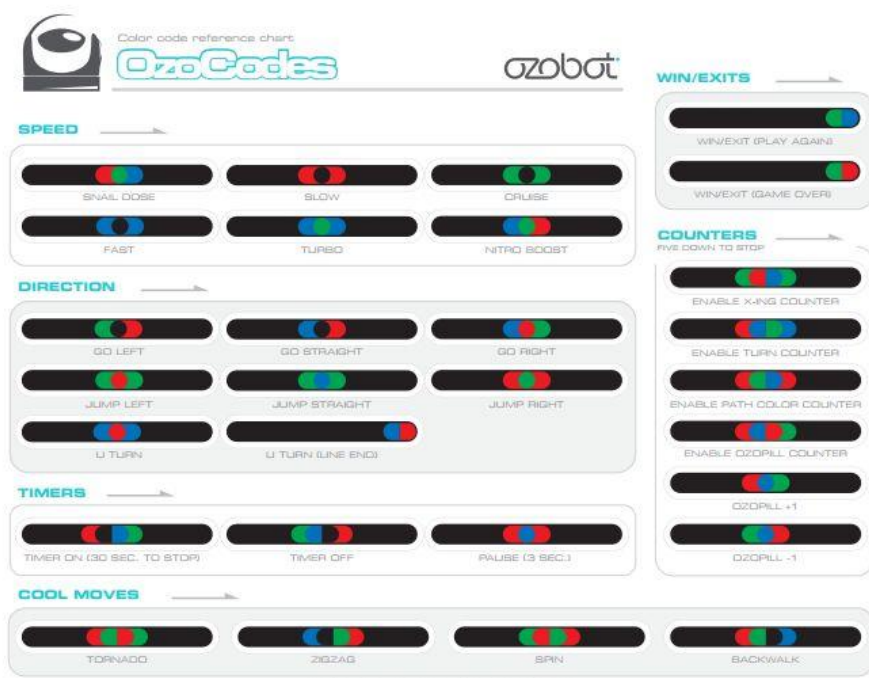 Color code reference chart
OzoCodes
ozobot
SPEED
SNAIL DOSE
SLOW
CRUISE
FAST
TURBO
NITRO BOOST
DIRECTION
GO LEFT
GO STRAIGHT
GO RIGHT
JUMP LEFT
JUMP STRAIGHT
JUMP RIGHT
U TURN
U TURN (LINE END)
TIMERS
TIMER ON (30 SEC. TO STOP)
TIMER OFF
PAUSE (3 SEC.)
COOL MOVES
TORNADO
ZIGZAG
SPIN
BACKWALK
WIN/EXITS
WIN/EXIT (PLAY AGAIN)
WIN/EXIT (GAME OVER)
COUNTERS
FIVE DOWN TO STOP
ENABLE X-ING COUNTER
ENABLE TURN COUNTER
ENABLE PATH COLOR COUNTER
ENABLE OZOPILL COUNTER
OZOPILL +1
OZOPILL -1